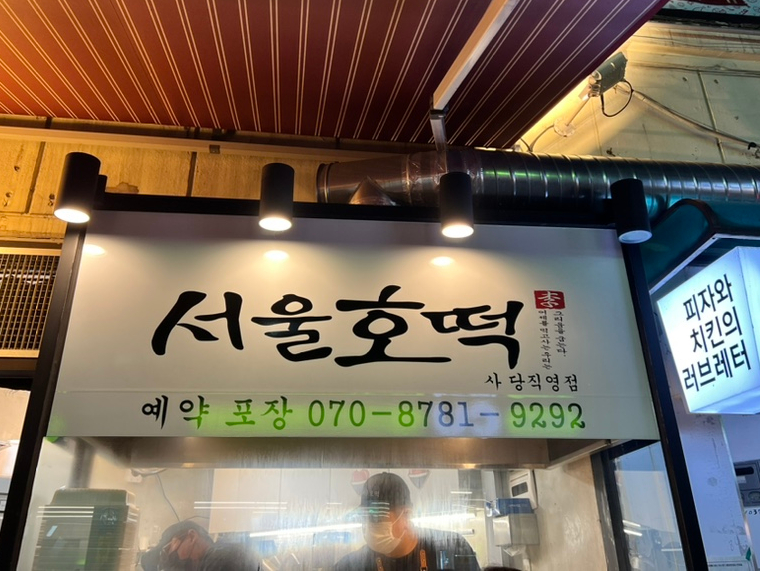 서울호떡
사당직영점
예약 포장 070-8781-9292
피자와
치킨의
러브레터